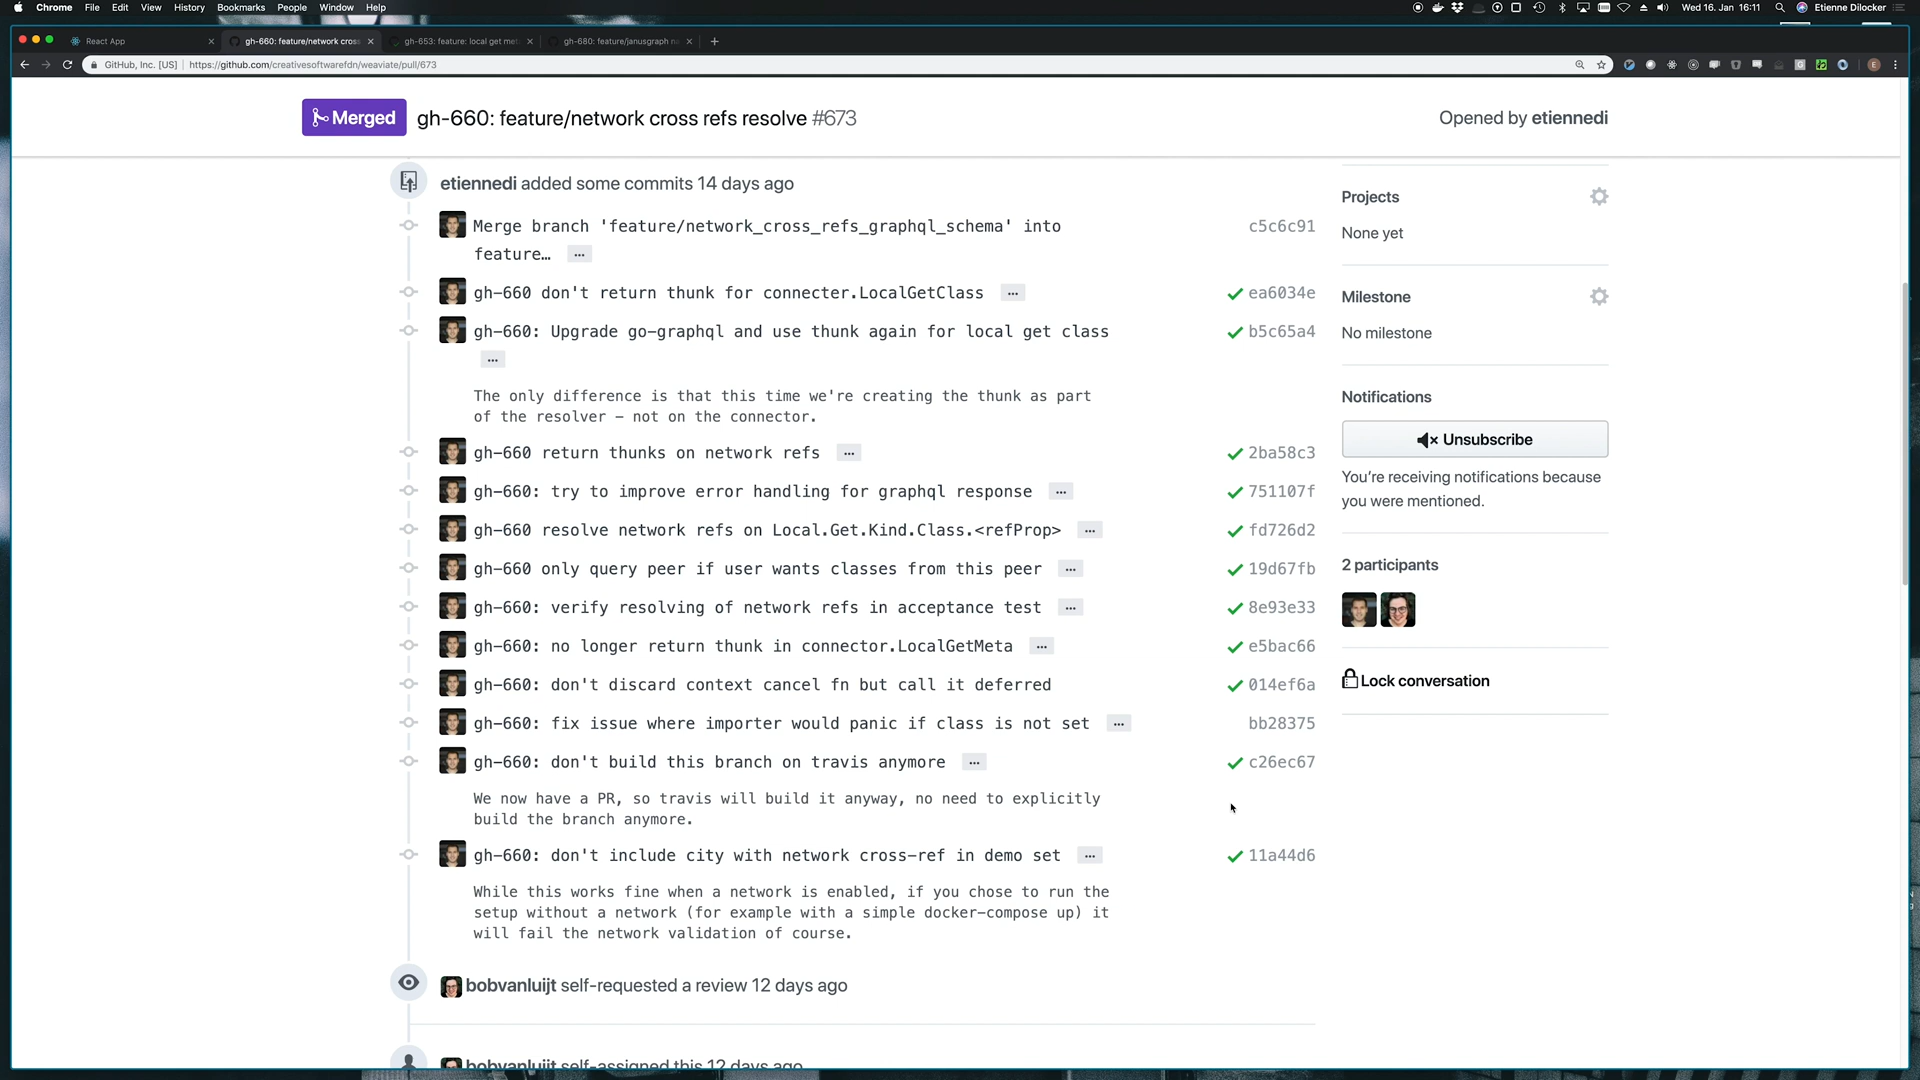 Chrome File Edit View History Bookmarks People Window Help
Wed 16. Jan 16:11 Etienne Dilocker
React App
gh-660: feature/network cross
gh-653: feature: local get met
gh-680: feature/janusgraph na
GitHub, Inc. [US] https://github.com/creativesoftwarefdn/weaviate/pull/673
Merged gh-660: feature/network cross refs resolve #673
Opened by etiennedi
etiennedi added some commits 14 days ago
Merge branch 'feature/network_cross_refs_graphql_schema' into c5c6c91
feature… …
gh-660 don't return thunk for connecter.LocalGetClass … ea6034e
gh-660: Upgrade go-graphql and use thunk again for local get class b5c65a4
…
The only difference is that this time we're creating the thunk as part
of the resolver – not on the connector.
gh-660 return thunks on network refs … 2ba58c3
gh-660: try to improve error handling for graphql response … 751107f
gh-660 resolve network refs on Local.Get.Kind.Class.<refProp> … fd726d2
gh-660 only query peer if user wants classes from this peer … 19d67fb
gh-660: verify resolving of network refs in acceptance test … 8e93e33
gh-660: no longer return thunk in connector.LocalGetMeta … e5bac66
gh-660: don't discard context cancel fn but call it deferred 014ef6a
gh-660: fix issue where importer would panic if class is not set … bb28375
gh-660: don't build this branch on travis anymore … c26ec67
We now have a PR, so travis will build it anyway, no need to explicitly
build the branch anymore.
gh-660: don't include city with network cross-ref in demo set … 11a44d6
While this works fine when a network is enabled, if you chose to run the
setup without a network (for example with a simple docker-compose up) it
will fail the network validation of course.
bobvanluijt self-requested a review 12 days ago
bobvanluijt self-assigned this 12 days ago
Projects
None yet
Milestone
No milestone
Notifications
Unsubscribe
You're receiving notifications because
you were mentioned.
2 participants
Lock conversation